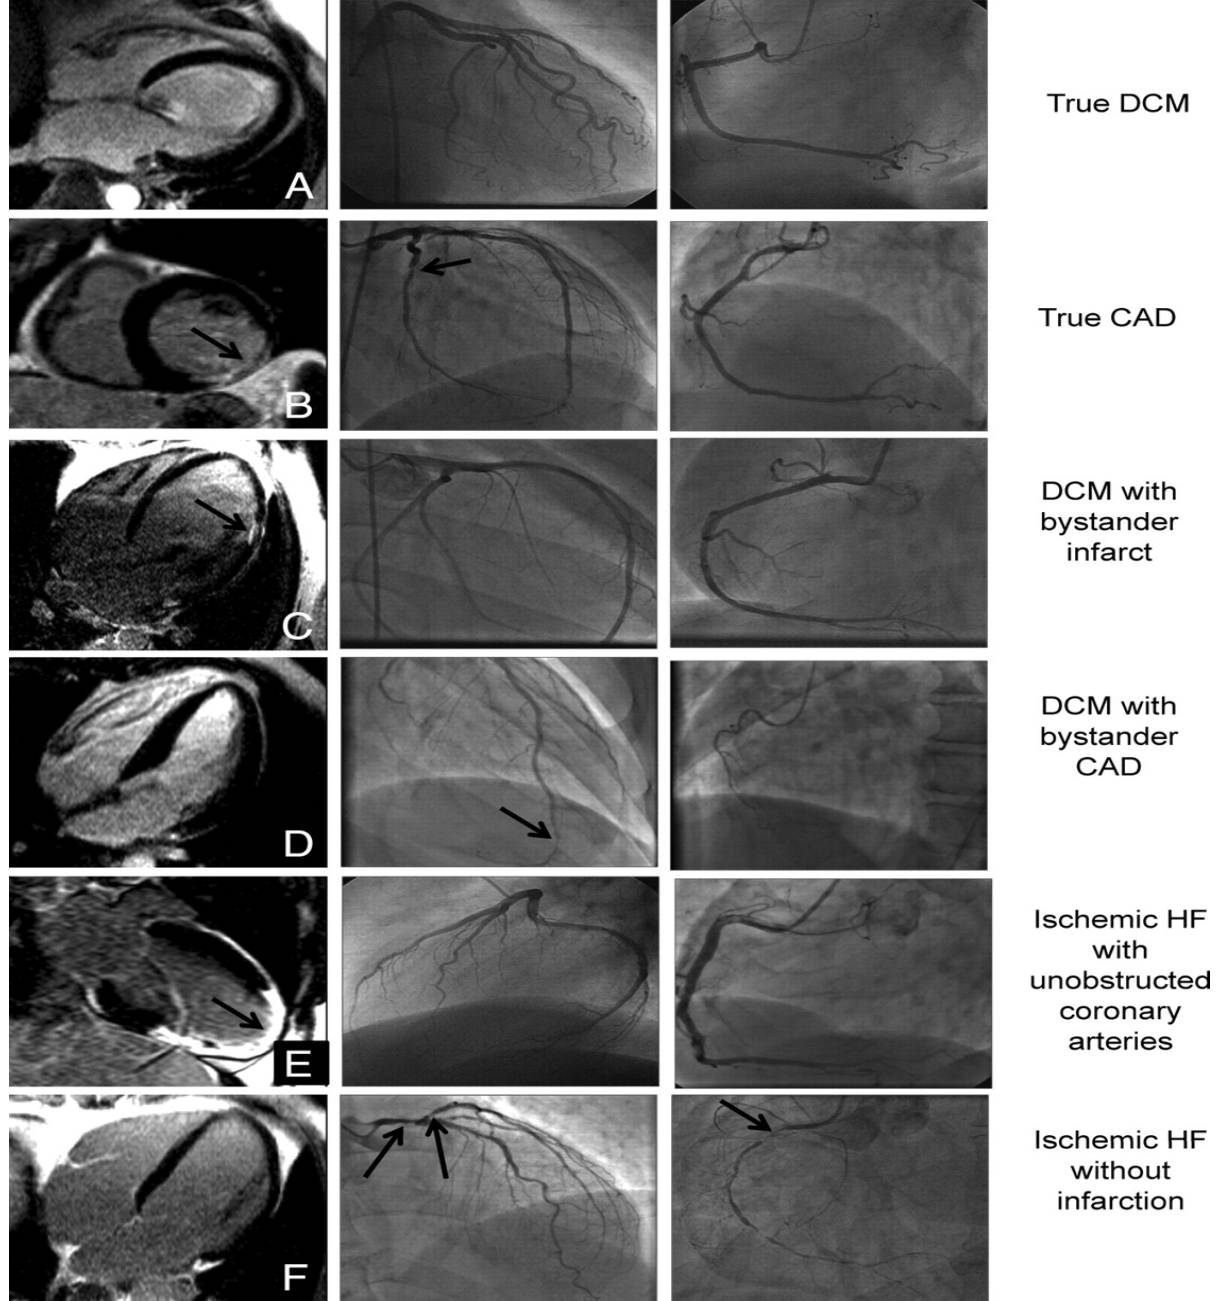 A
True DCM
B
True CAD
C
DCM with
bystander
infarct
D
DCM with
bystander
CAD
E
Ischemic HF
with
unobstructed
coronary
arteries
F
Ischemic HF
without
infarction